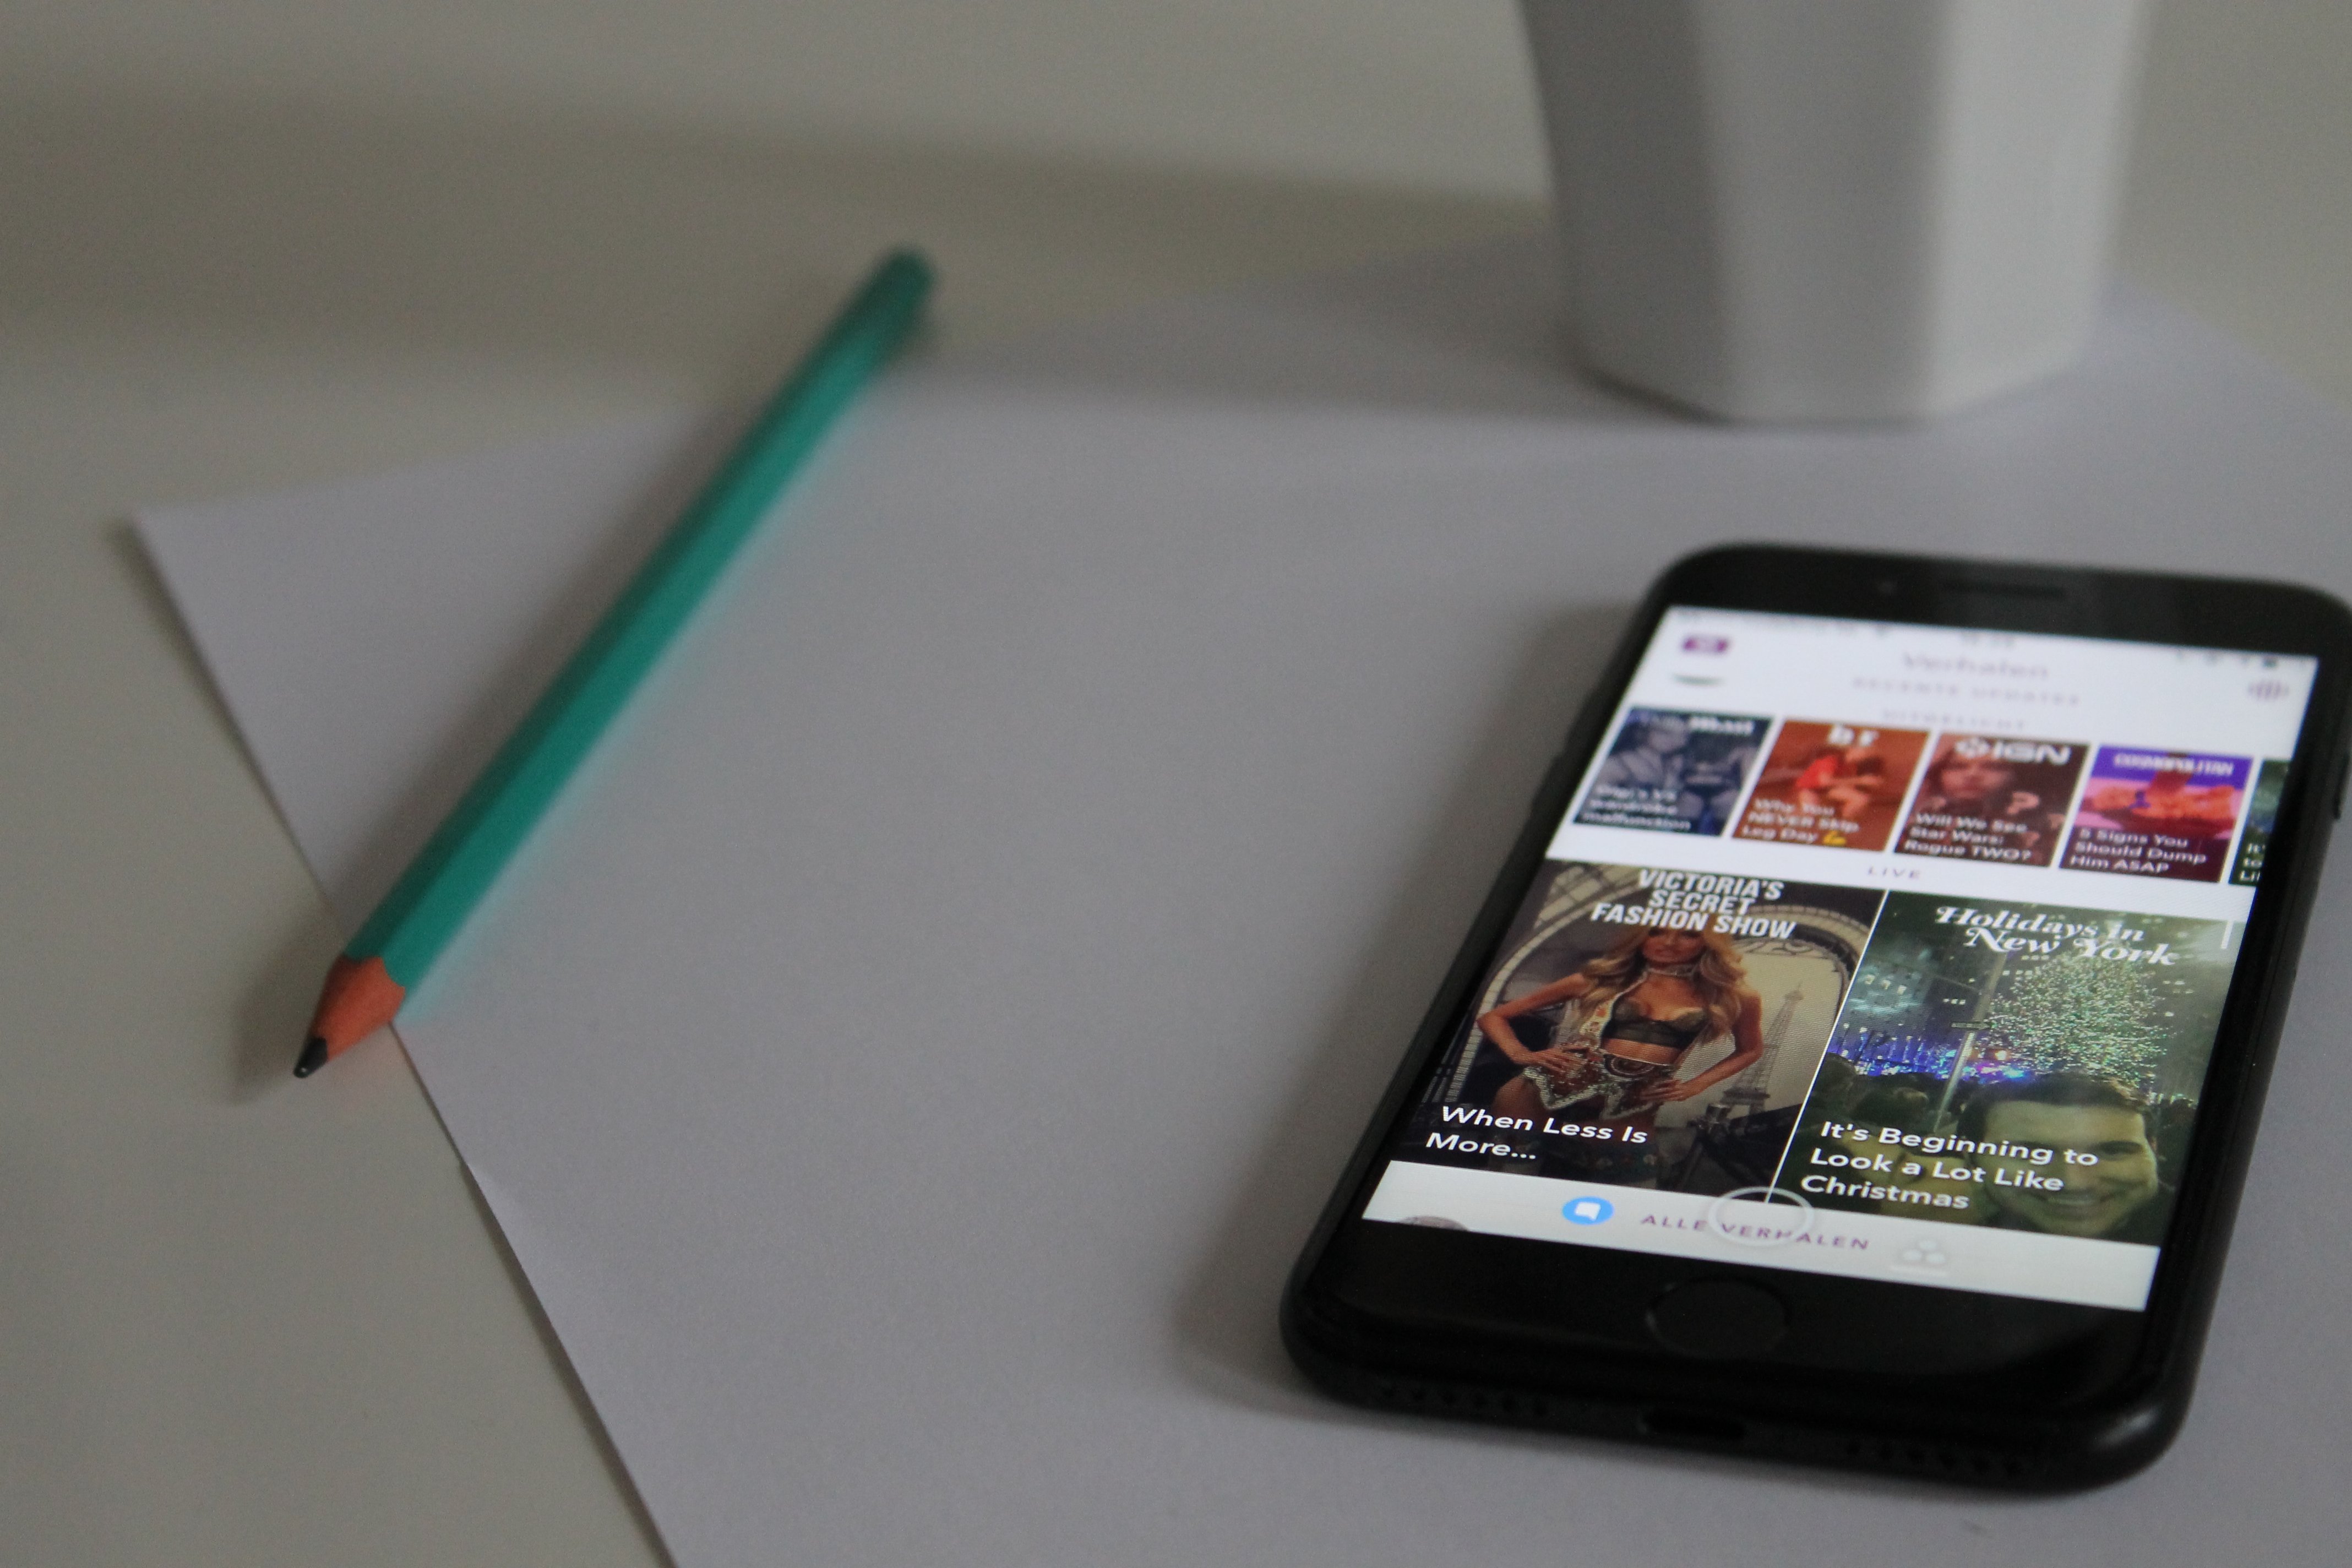 Verhalen
RECENTE UPDATES
UITGELICHT
Mail
br
IGN
COSMOPOLITAN
wardrobe
malfunction
Why You
NEVER Skip
Leg Day 💪
Will We See
Star Wars:
Rogue TWO?
5 Signs You
Should Dump
Him ASAP
LIVE
VICTORIA'S
SECRET
FASHION SHOW
When Less Is
More...
Holidays in
New York
It's Beginning to
Look a Lot Like
Christmas
ALLE VERHALEN